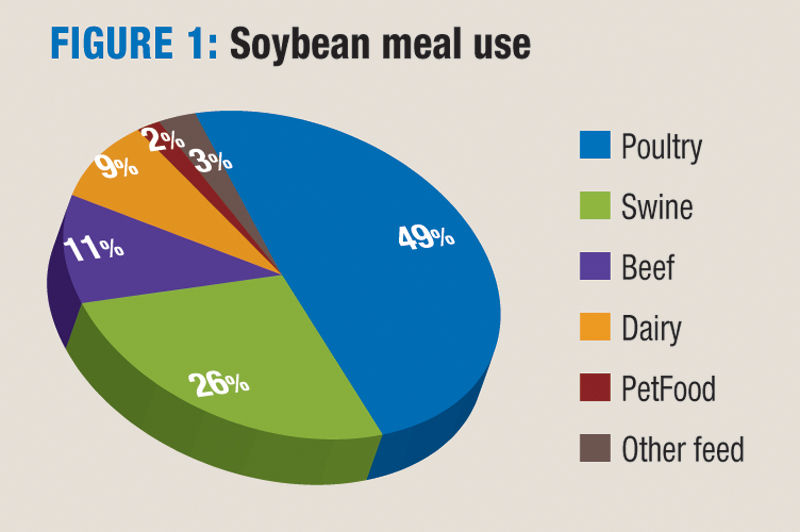 FIGURE 1: Soybean meal use
2%
3%
9%
49%
11%
26%
Poultry
Swine
Beef
Dairy
PetFood
Other feed